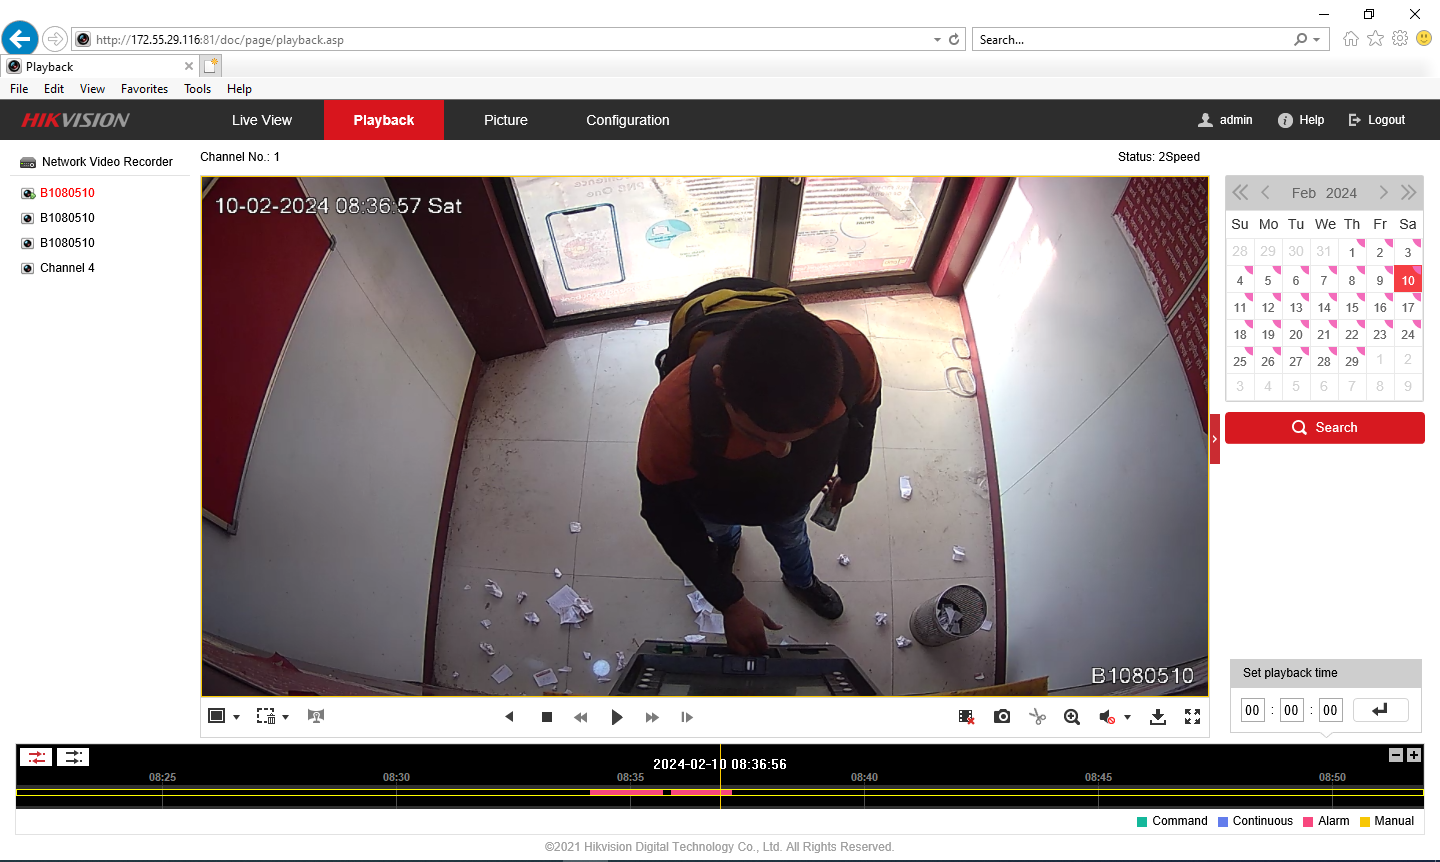 http://172.55.29.116:81/doc/page/playback.asp
Search...
Playback
File Edit View Favorites Tools Help
HIKVISION
Live View Playback Picture Configuration
admin Help Logout
Network Video Recorder
B1080510
B1080510
B1080510
Channel 4
Channel No.: 1
Status: 2Speed
10-02-2024 08:36:57 Sat
B1080510
Feb 2024
Su Mo Tu We Th Fr Sa
28 29 30 31 1 2 3
4 5 6 7 8 9 10
11 12 13 14 15 16 17
18 19 20 21 22 23 24
25 26 27 28 29 1 2
3 4 5 6 7 8 9
Search
Set playback time
00 : 00 : 00
2024-02-10 08:36:56
08:25 08:30 08:35 08:40 08:45 08:50
Command Continuous Alarm Manual
©2021 Hikvision Digital Technology Co., Ltd. All Rights Reserved.